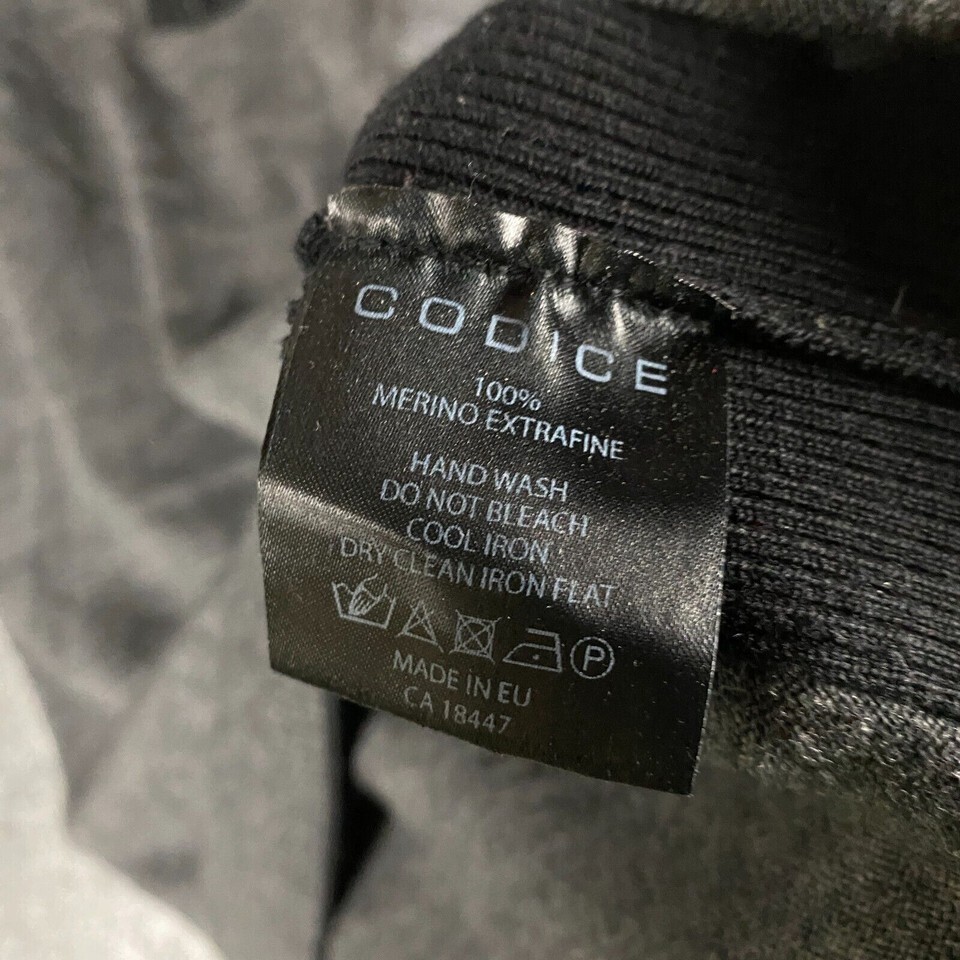 CODICE
100%
MERINO EXTRAFINE
HAND WASH
DO NOT BLEACH
COOL IRON
DRY CLEAN IRON FLAT
P
MADE IN EU
CA 18447